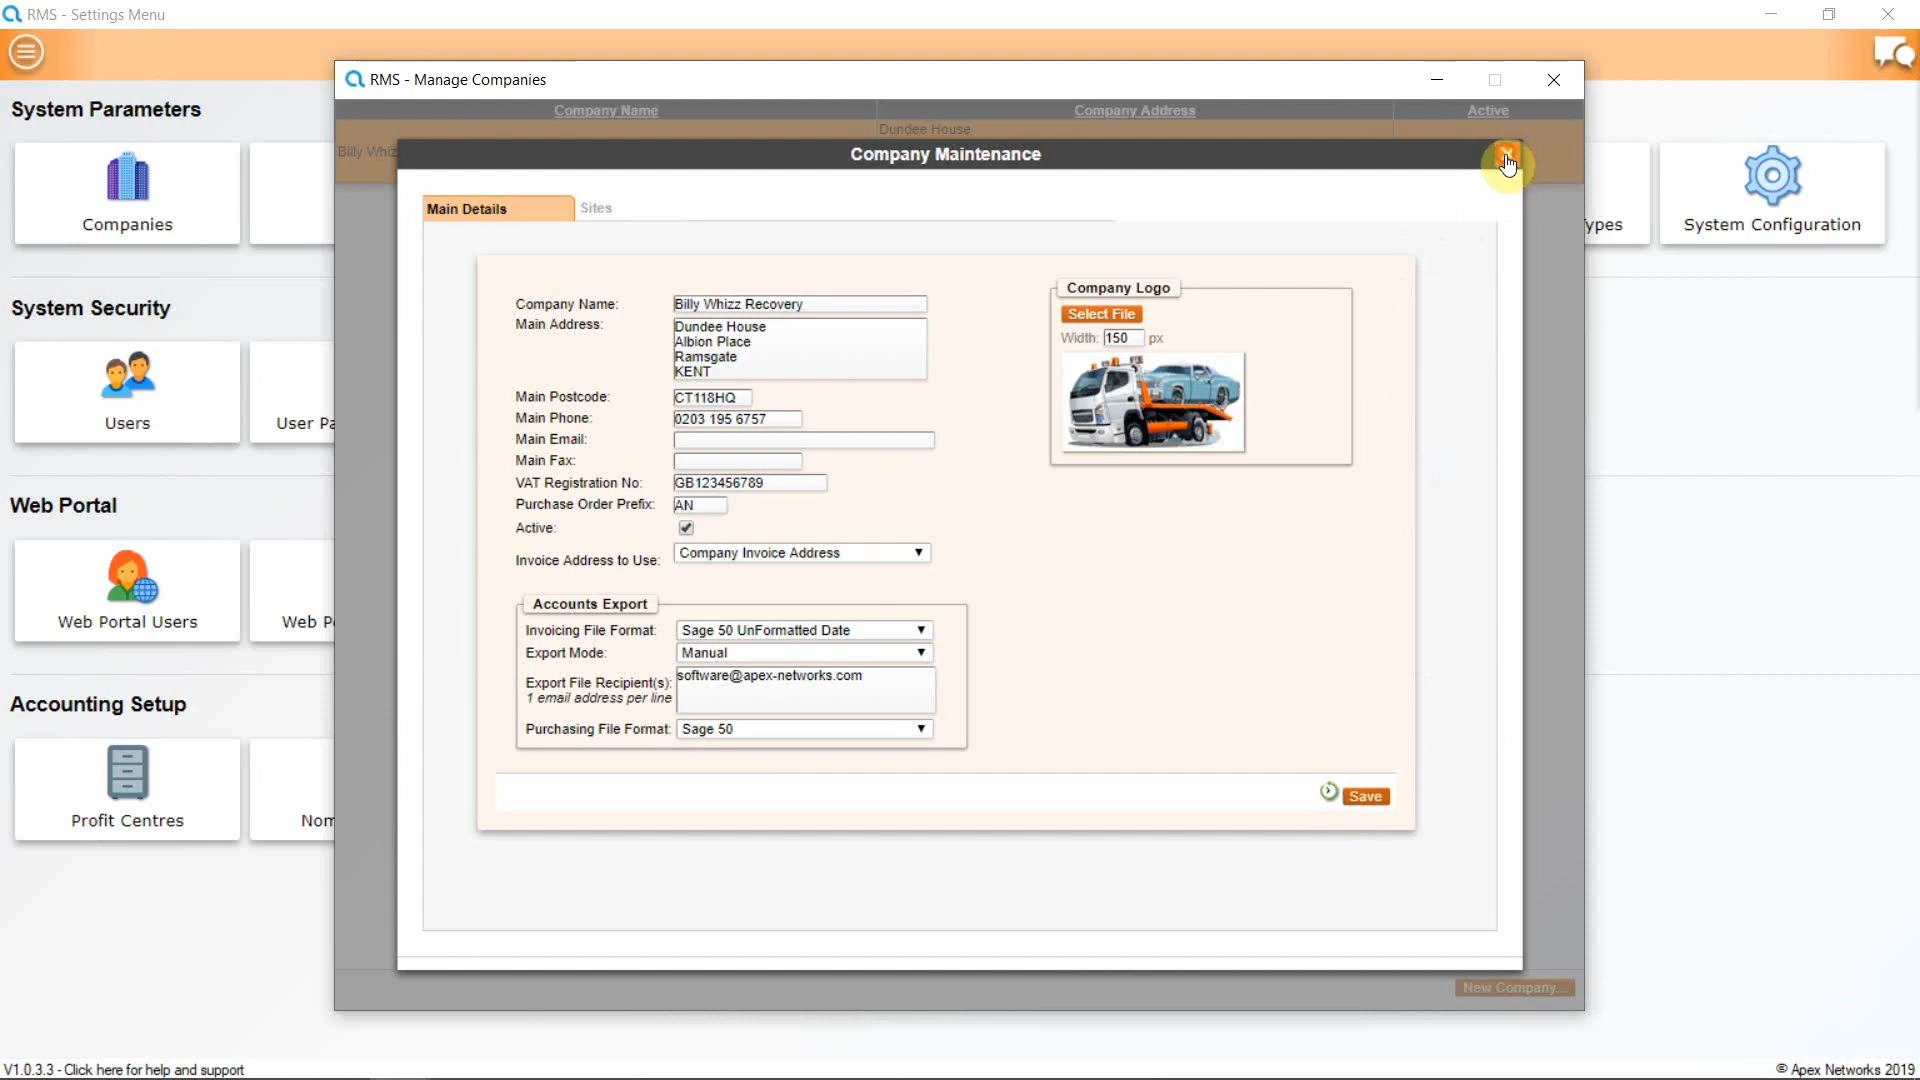 RMS - Settings Menu
RMS - Manage Companies
System Parameters
Company Name
Company Address
Active
Dundee House
Billy Whiz
Company Maintenance
Companies
ypes
System Configuration
Main Details
Sites
Company Name:
Billy Whizz Recovery
Main Address:
Dundee House
Albion Place
Ramsgate
KENT
Company Logo
Select File
Width: 150 px
Main Postcode:
CT118HQ
Main Phone:
0203 195 6757
Main Email:
Main Fax:
VAT Registration No:
GB123456789
Purchase Order Prefix:
AN
Active:
Invoice Address to Use:
Company Invoice Address
System Security
Users
User Pa
Web Portal
Web Portal Users
Web P
Accounts Export
Invoicing File Format:
Sage 50 UnFormatted Date
Export Mode:
Manual
Export File Recipient(s):
1 email address per line
software@apex-networks.com
Purchasing File Format:
Sage 50
Save
Accounting Setup
Profit Centres
Nom
New Company...
V1.0.3.3 - Click here for help and support
© Apex Networks 2019